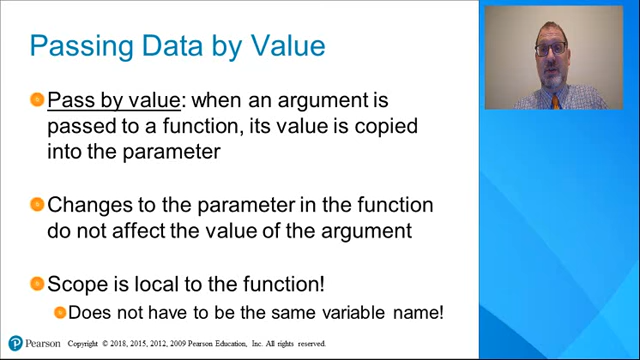 Passing Data by Value
Pass by value: when an argument is
passed to a function, its value is copied
into the parameter
Changes to the parameter in the function
do not affect the value of the argument
Scope is local to the function!
Does not have to be the same variable name!
Pearson Copyright © 2018, 2015, 2012, 2009 Pearson Education, Inc. All rights reserved.